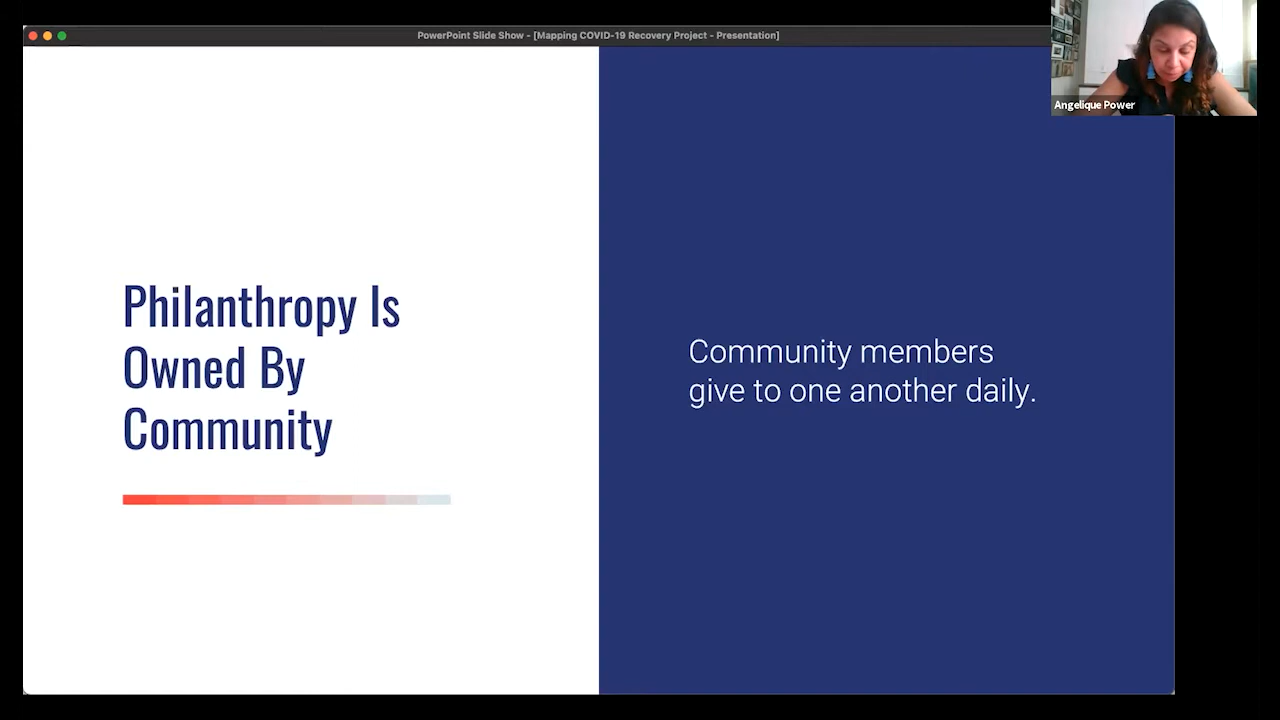 PowerPoint Slide Show - [Mapping COVID-19 Recovery Project - Presentation]
Angelique Power
Philanthropy Is
Owned By
Community
Community members
give to one another daily.